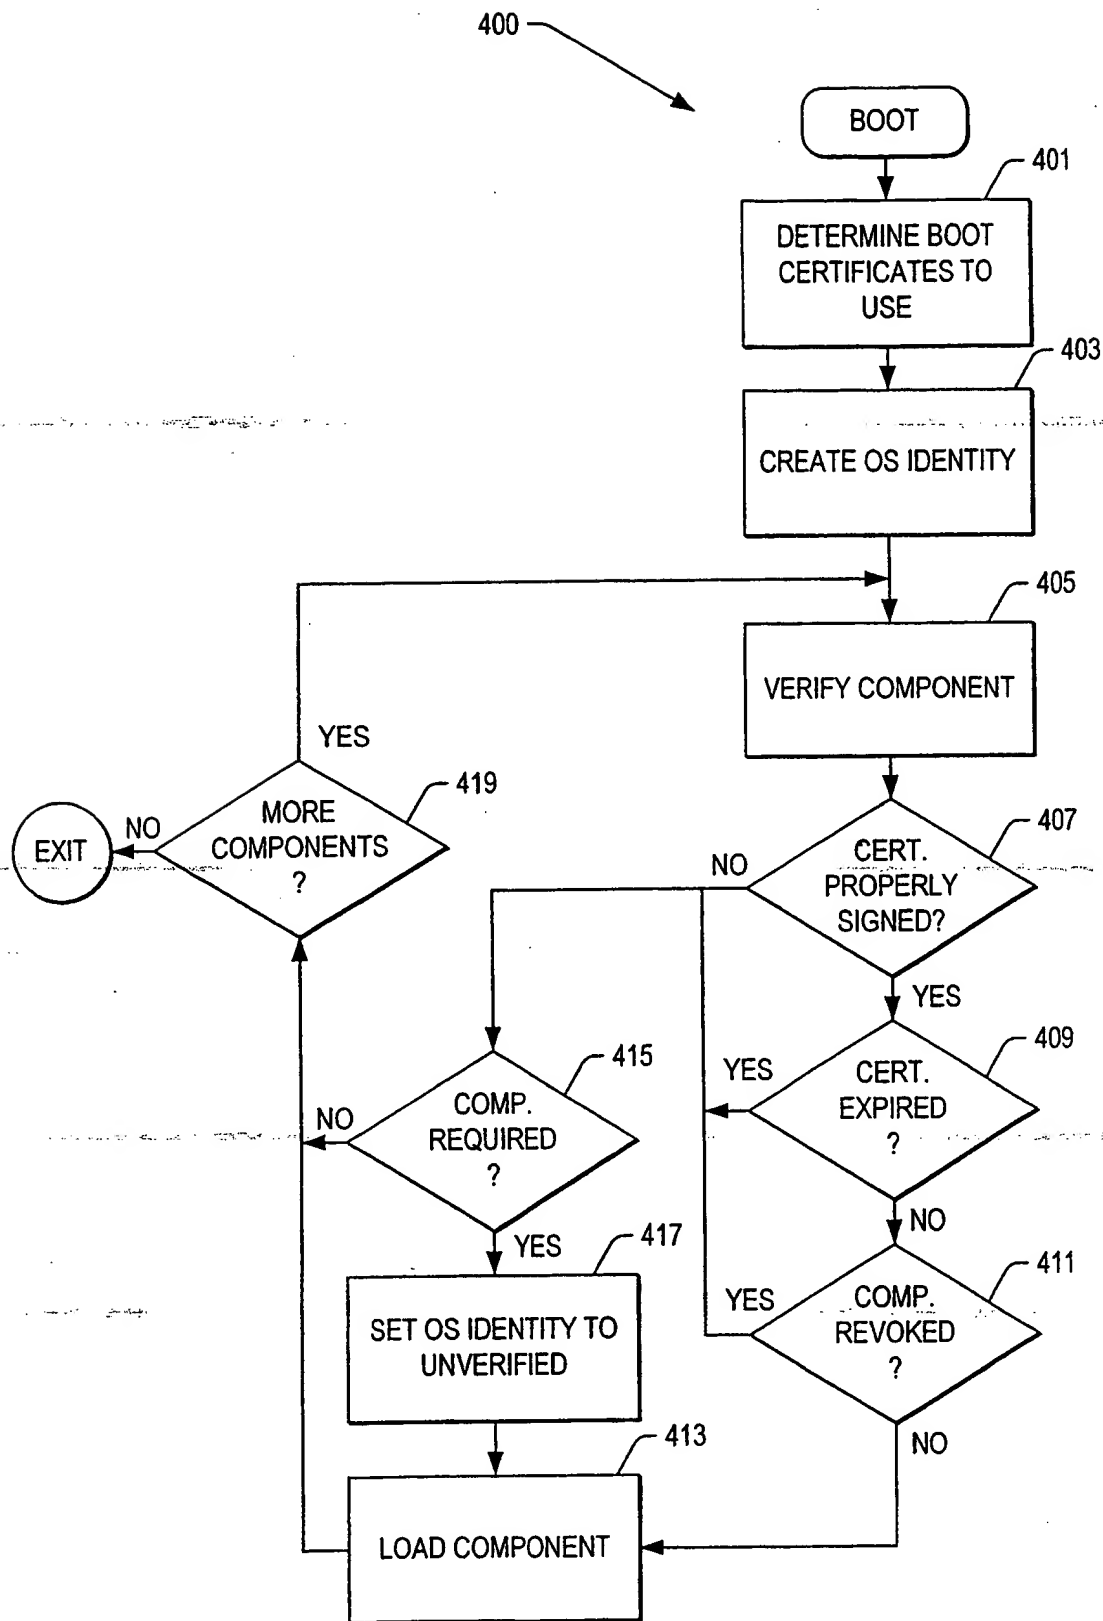 400
BOOT
401
DETERMINE BOOT
CERTIFICATES TO
USE
403
CREATE OS IDENTITY
405
VERIFY COMPONENT
YES
419
MORE
COMPONENTS
?
NO
EXIT
407
CERT.
PROPERLY
SIGNED?
NO
YES
409
CERT.
EXPIRED
?
YES
NO
415
COMP.
REQUIRED
?
NO
YES
411
COMP.
REVOKED
?
YES
NO
417
SET OS IDENTITY TO
UNVERIFIED
413
LOAD COMPONENT